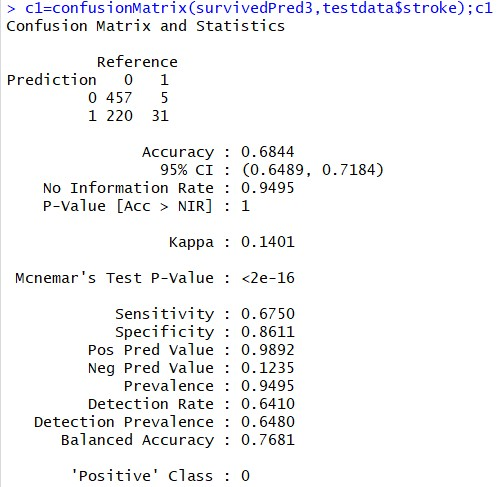 > c1=confusionMatrix(survivedPred3,testdata$stroke);c1
Confusion Matrix and Statistics
Reference
Prediction 0 1
0 457 5
1 220 31
Accuracy : 0.6844
95% CI : (0.6489, 0.7184)
No Information Rate : 0.9495
P-Value [Acc > NIR] : 1
Kappa : 0.1401
Mcnemar's Test P-Value : <2e-16
Sensitivity : 0.6750
Specificity : 0.8611
Pos Pred Value : 0.9892
Neg Pred Value : 0.1235
Prevalence : 0.9495
Detection Rate : 0.6410
Detection Prevalence : 0.6480
Balanced Accuracy : 0.7681
'Positive' Class : 0